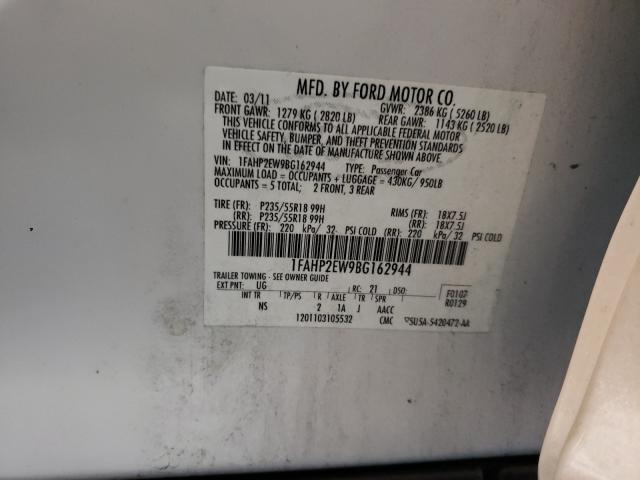 MFD. BY FORD MOTOR CO.
DATE: 03/11 GVWR: 2386 KG ( 5260 LB)
FRONT GAWR: 1279 KG ( 2820 LB) REAR GAWR: 1143 KG ( 2520 LB)
THIS VEHICLE CONFORMS TO ALL APPLICABLE FEDERAL MOTOR
VEHICLE SAFETY, BUMPER, AND THEFT PREVENTION STANDARDS
IN EFFECT ON THE DATE OF MANUFACTURE SHOWN ABOVE.
VIN: 1FAHP2EW9BG162944 TYPE: Passenger Car
MAXIMUM LOAD = OCCUPANTS + LUGGAGE = 430KG/ 950LB
OCCUPANTS = 5 TOTAL; 2 FRONT, 3 REAR
TIRE (FR): P235/55R18 99H RIMS (FR): 18X7.5J
(RR): P235/55R18 99H (RR): 18X7.5J
PRESSURE (FR): 220 kPa/ 32 PSI COLD (RR): 220 kPa/ 32 PSI COLD
1FAHP2EW9BG162944
TRAILER TOWING - SEE OWNER GUIDE
EXT PNT: UG RC: 21 DSO: F0107
INT TR TP/PS R AXLE TR SPR R0129
NS 2 1A J AACC
1201103105532 CMC 5U5A-5420472-AA